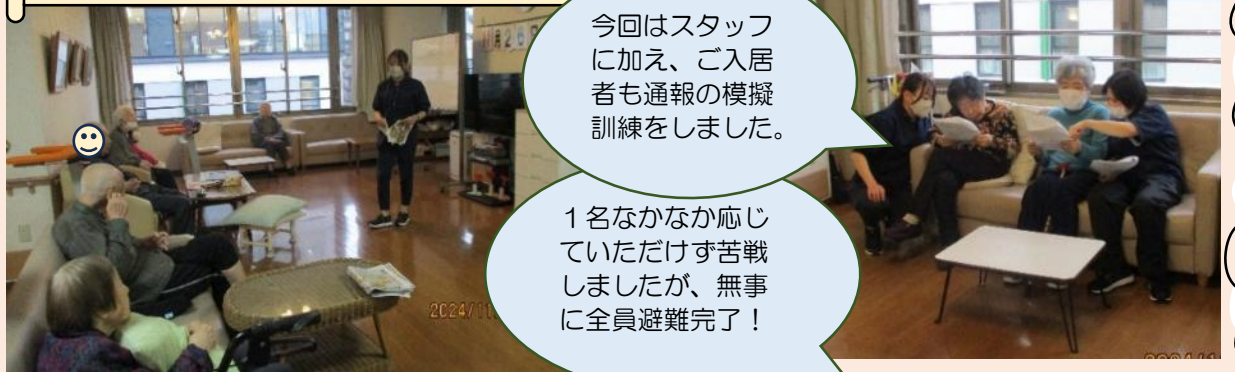 今回はスタッフ
に加え、ご入居
者も通報の模擬
訓練をしました。
１名なかなか応じ
ていただけず苦戦
しましたが、無事
に全員避難完了！
2024/11